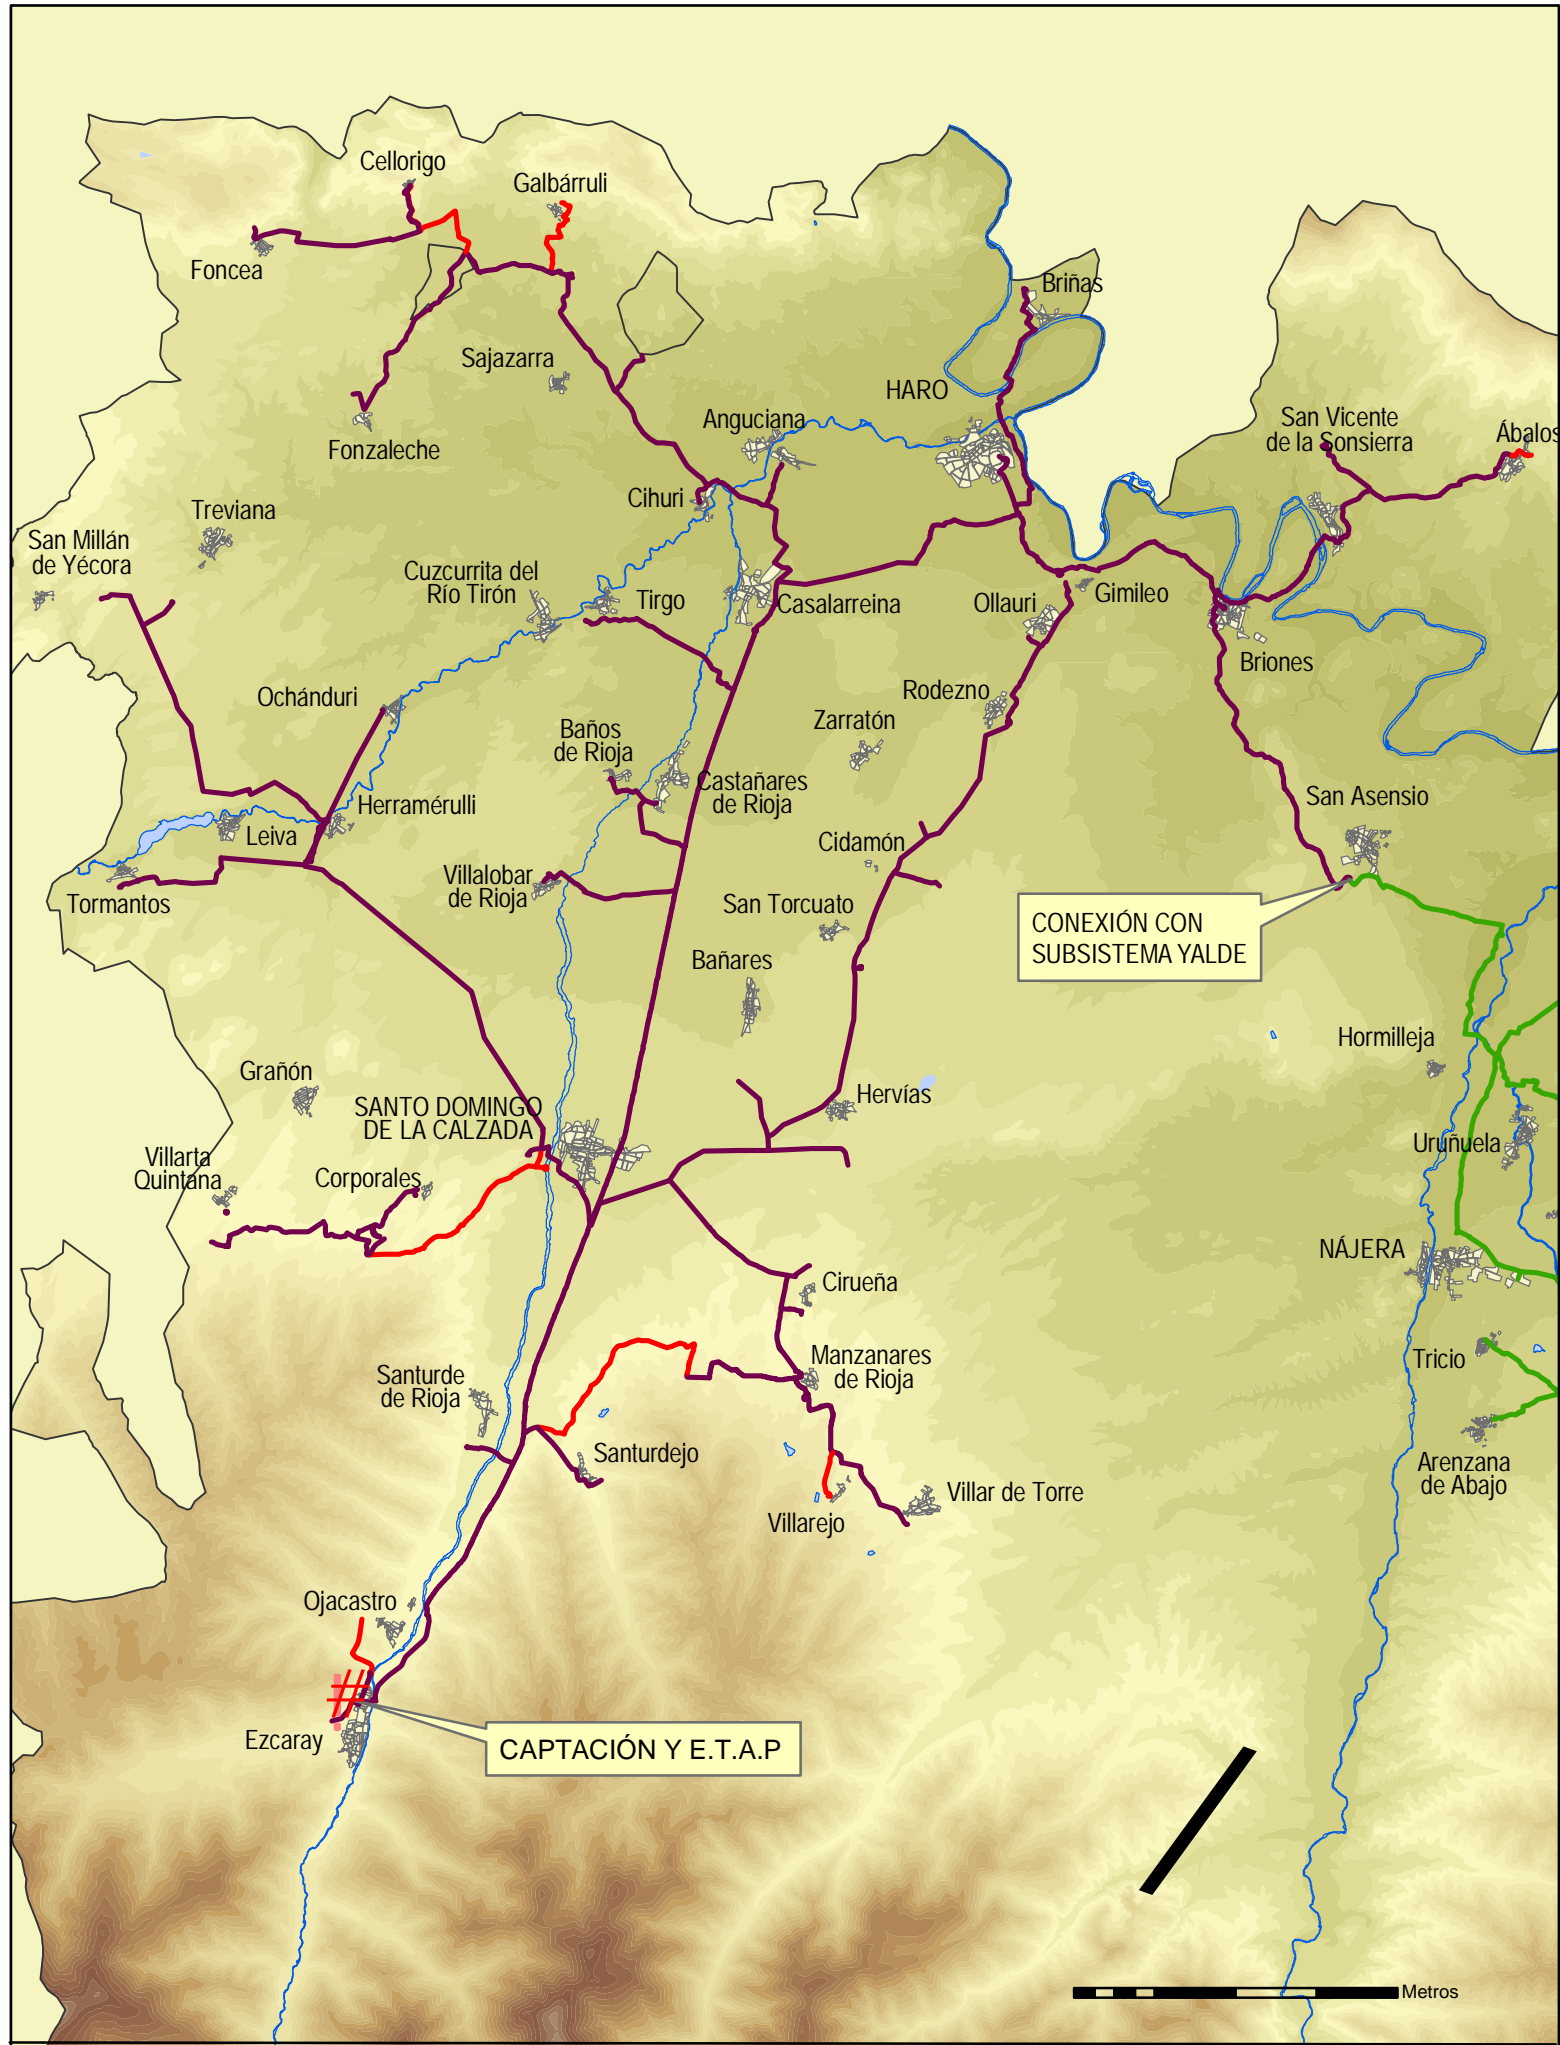 Cellorigo
Galbárruli
Foncea
Briñas
Sajazarra
HARO
Anguciana
San Vicente
de la Sonsierra
Ábalos
Fonzaleche
Cihuri
Treviana
San Millán
de Yécora
Cuzcurrita del
Río Tirón
Tirgo
Casalarreina
Ollauri
Gimileo
Briones
Ochánduri
Rodezno
Zarratón
Baños
de Rioja
Castañares
de Rioja
San Asensio
Herramérulli
Leiva
Cidamón
Villalobar
de Rioja
Tormantos
San Torcuato
CONEXIÓN CON
SUBSISTEMA YALDE
Bañares
Hormilleja
Grañón
Hervías
SANTO DOMINGO
DE LA CALZADA
Uruñuela
Villarta
Quintana
Corporales
NÁJERA
Cirueña
Manzanares
de Rioja
Tricio
Santurde
de Rioja
Santurdejo
Arenzana
de Abajo
Villar de Torre
Villarejo
Ojacastro
Ezcaray
CAPTACIÓN Y E.T.A.P
Metros